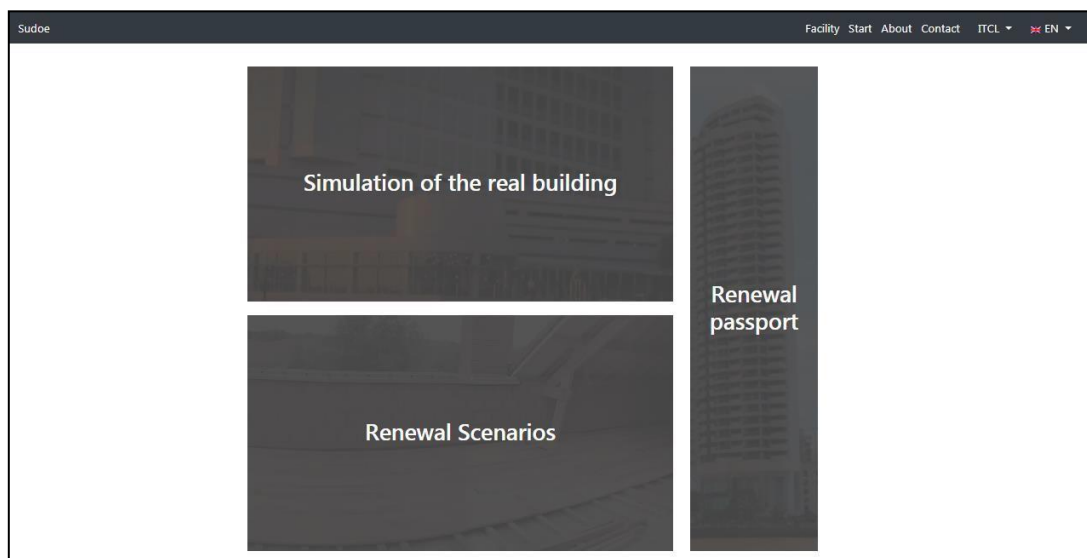 Sudoe Facility Start About Contact ITCL EN
Simulation of the real building
Renewal
passport
Renewal Scenarios